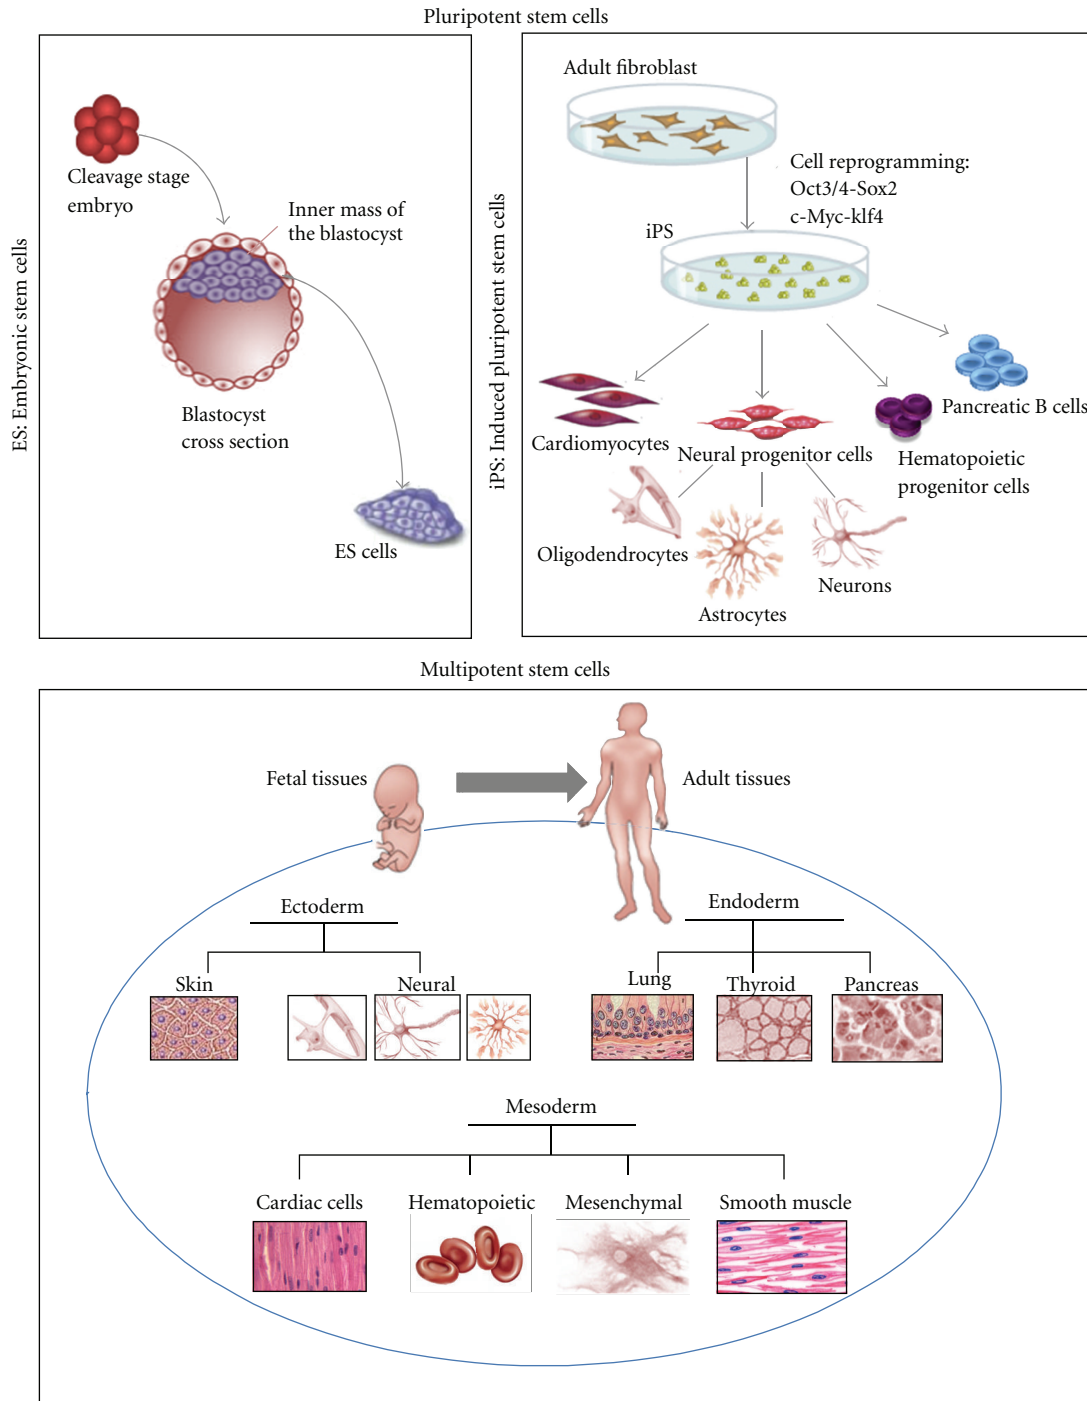 Pluripotent stem cells
ES: Embryonic stem cells
Cleavage stage
embryo
Inner mass of
the blastocyst
Blastocyst
cross section
ES cells
iPS: Induced pluripotent stem cells
Adult fibroblast
Cell reprogramming:
Oct3/4-Sox2
c-Myc-klf4
iPS
Cardiomyocytes
Neural progenitor cells
Hematopoietic
progenitor cells
Pancreatic B cells
Oligodendrocytes
Astrocytes
Neurons
Multipotent stem cells
Fetal tissues
Adult tissues
Ectoderm
Skin
Neural
Endoderm
Lung
Thyroid
Pancreas
Mesoderm
Cardiac cells
Hematopoietic
Mesenchymal
Smooth muscle